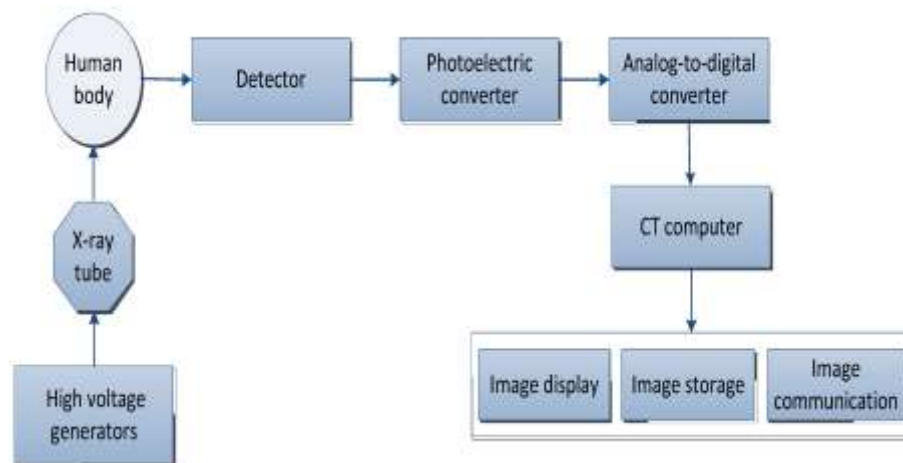 Human
body
Detector
Photoelectric
converter
Analog-to-digital
converter
X-ray
tube
CT computer
High voltage
generators
Image display
Image storage
Image
communication